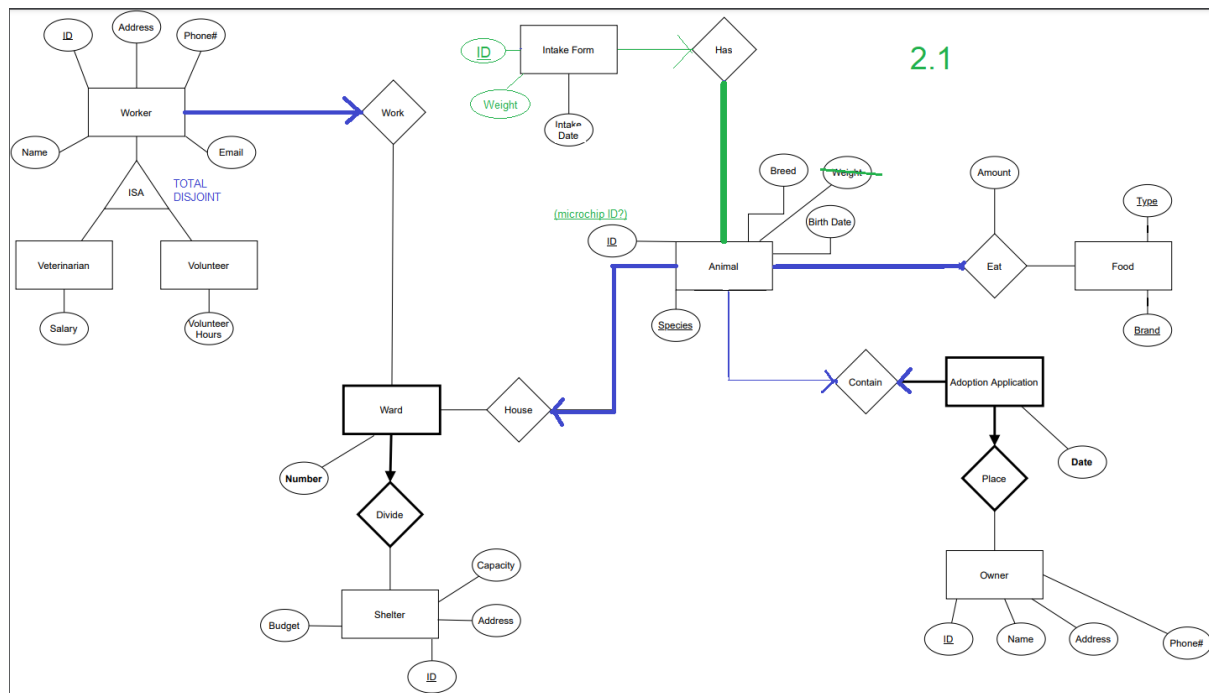 ID
Address
Phone#
Worker
Name
Email
ISA
TOTAL
DISJOINT
Veterinarian
Volunteer
Salary
Volunteer
Hours
Work
ID
Intake Form
Has
Weight
Intake
Date
2.1
Breed
Weight
Birth Date
(microchip ID?)
ID
Animal
Species
Amount
Eat
Type
Food
Brand
Ward
House
Contain
Adoption Application
Number
Date
Divide
Place
Shelter
Capacity
Budget
Address
ID
Owner
ID
Name
Address
Phone#